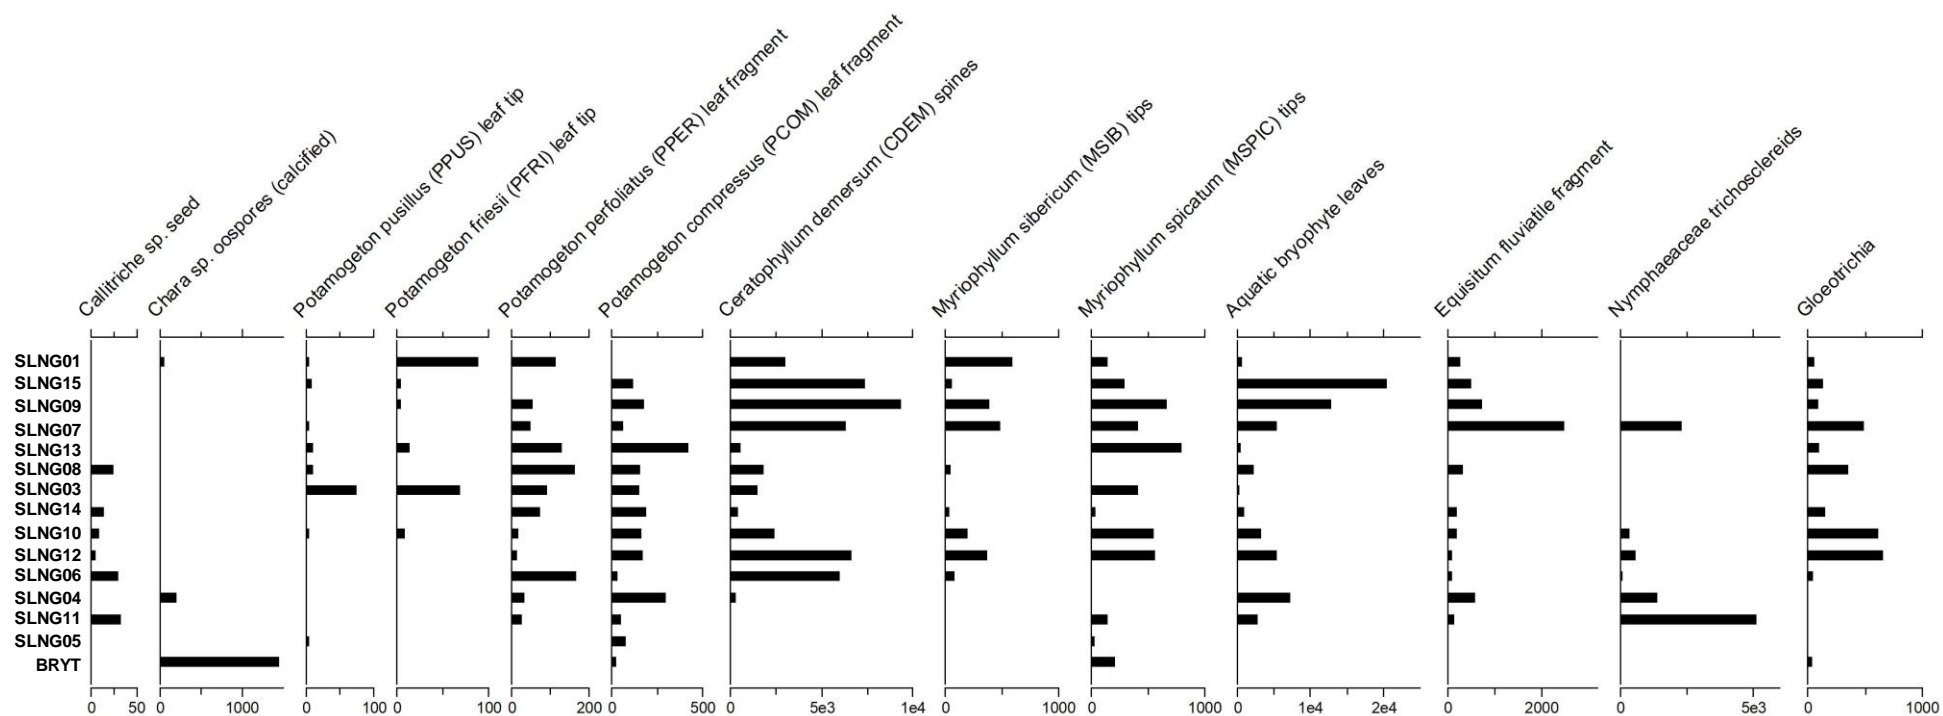 Callitriche sp. seed
Chara sp. oospores (calcified)
Potamogeton pusillus (PPUS) leaf tip
Potamogeton friesii (PFRI) leaf tip
Potamogeton perfoliatus (PPER) leaf fragment
Potamogeton compressus (PCOM) leaf fragment
Ceratophyllum demersum (CDEM) spines
Myriophyllum sibericum (MSIB) tips
Myriophyllum spicatum (MSPIC) tips
Aquatic bryophyte leaves
Equisitum fluviatile fragment
Nymphaeaceae trichosclereids
Gloeotrichia
SLNG01
SLNG15
SLNG09
SLNG07
SLNG13
SLNG08
SLNG03
SLNG14
SLNG10
SLNG12
SLNG06
SLNG04
SLNG11
SLNG05
BRYT
0 50 0 1000 0 100 0 100 0 200 0 500 0 5e3 1e4 0 1000 0 1000 0 1e4 2e4 0 2000 0 5e3 0 1000